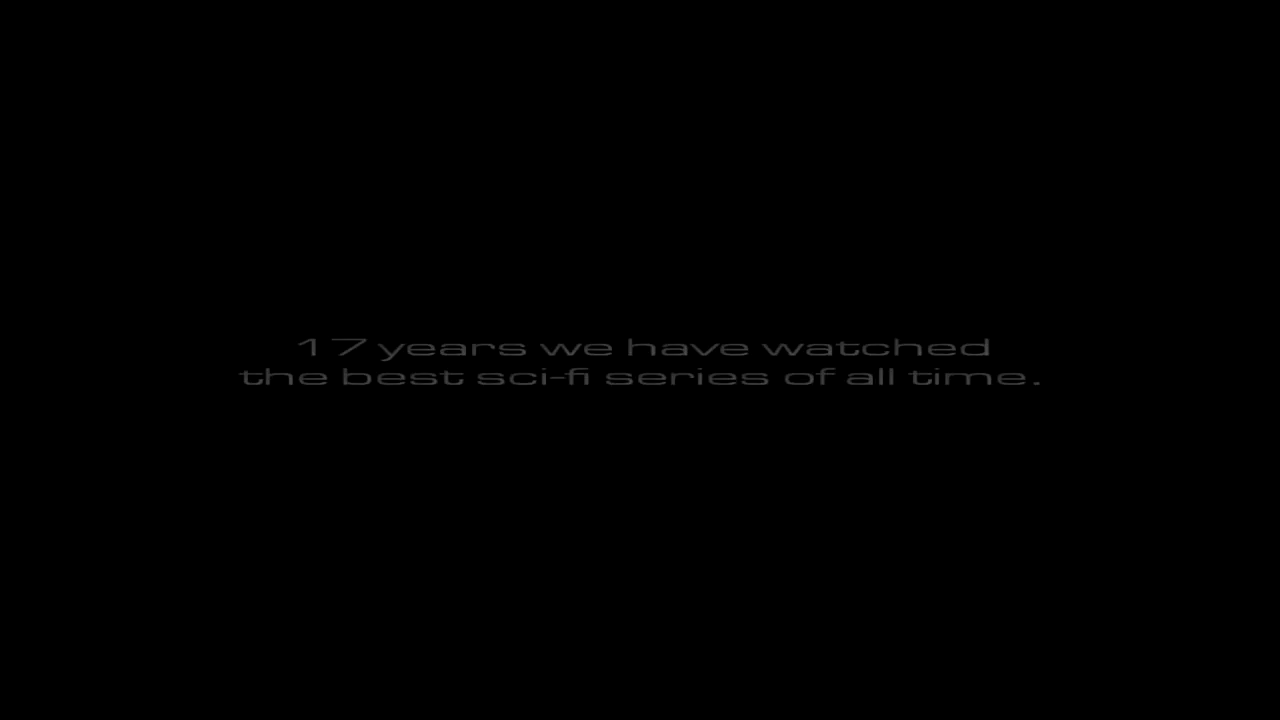 17 years we have watched
the best sci-fi series of all time.